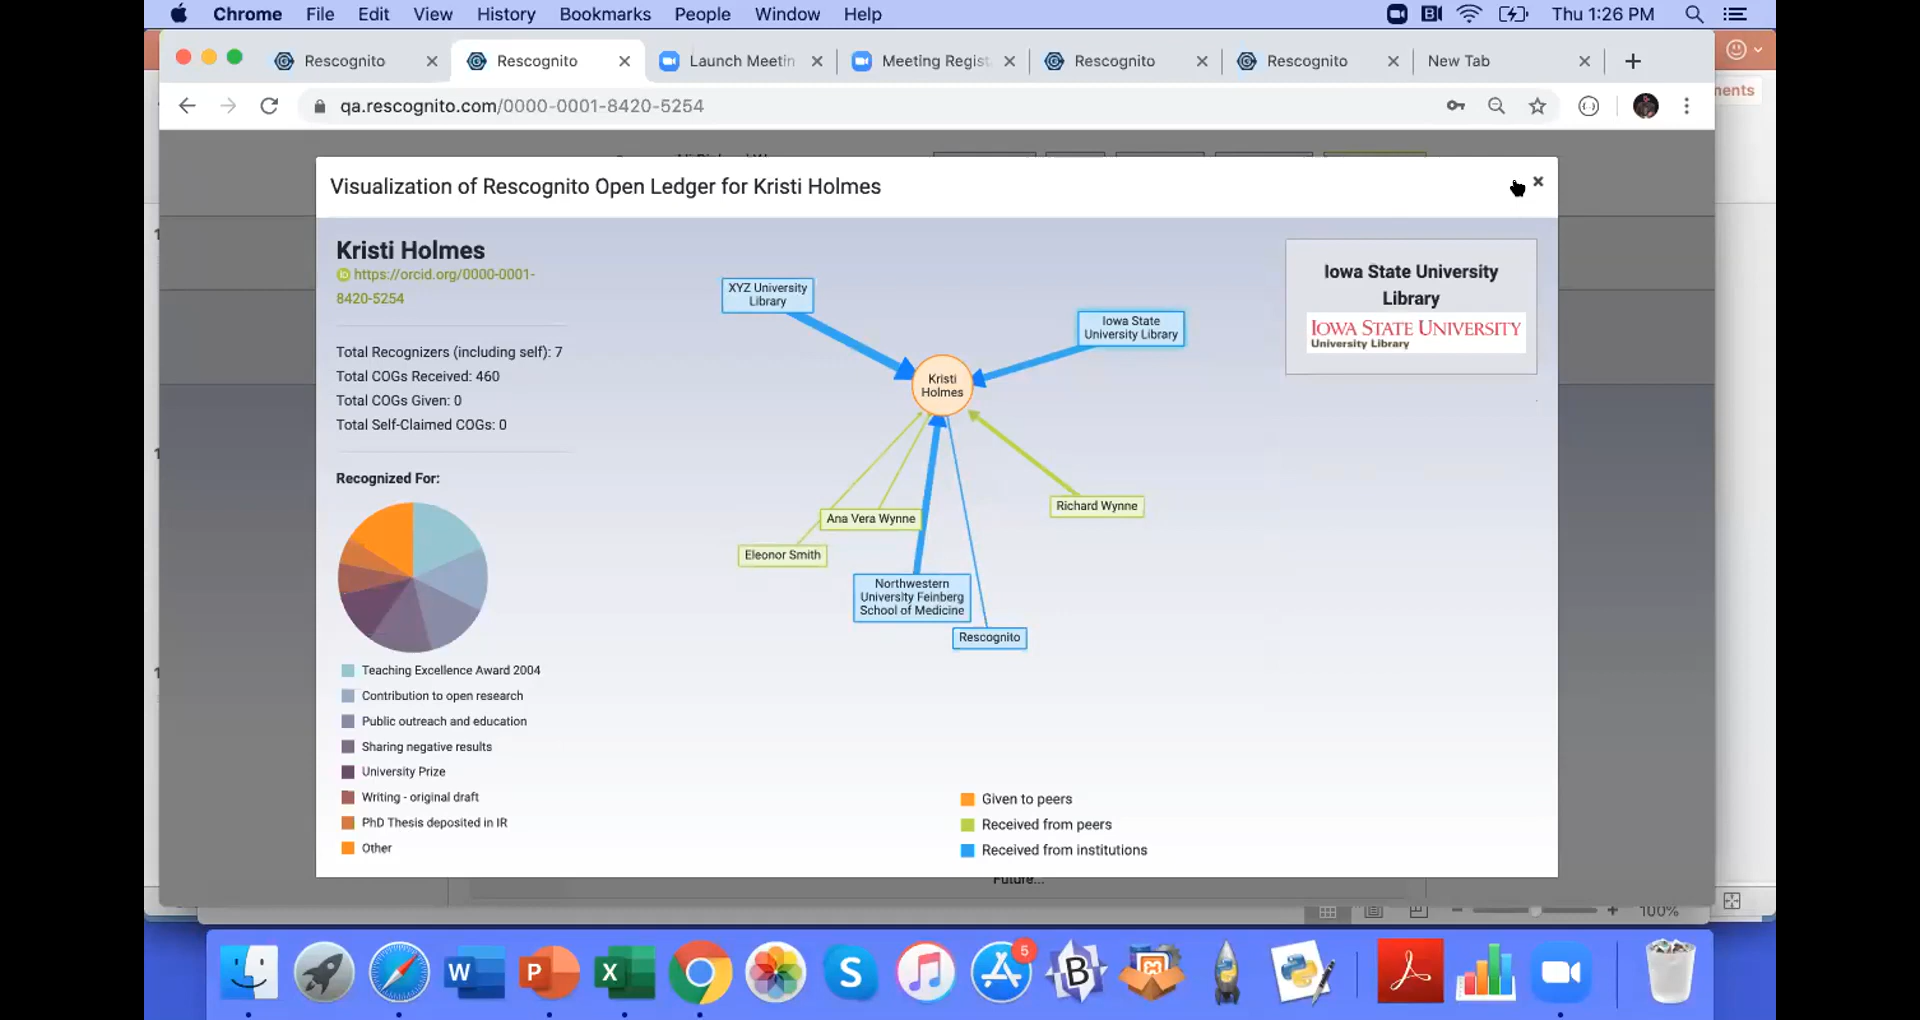 Chrome File Edit View History Bookmarks People Window Help Thu 1:26 PM
Rescognito Rescognito Launch Meetin Meeting Regist Rescognito Rescognito New Tab
qa.rescognito.com/0000-0001-8420-5254
nents
Visualization of Rescognito Open Ledger for Kristi Holmes
Kristi Holmes
https://orcid.org/0000-0001-
8420-5254
Total Recognizers (including self): 7
Total COGs Received: 460
Total COGs Given: 0
Total Self-Claimed COGs: 0
Recognized For:
Teaching Excellence Award 2004
Contribution to open research
Public outreach and education
Sharing negative results
University Prize
Writing - original draft
PhD Thesis deposited in IR
Other
XYZ University
Library
Iowa State
University Library
Kristi
Holmes
Ana Vera Wynne
Eleonor Smith
Richard Wynne
Northwestern
University Feinberg
School of Medicine
Rescognito
Given to peers
Received from peers
Received from institutions
Iowa State University
Library
IOWA STATE UNIVERSITY
University Library
Future...
100%
W P X S 5 B